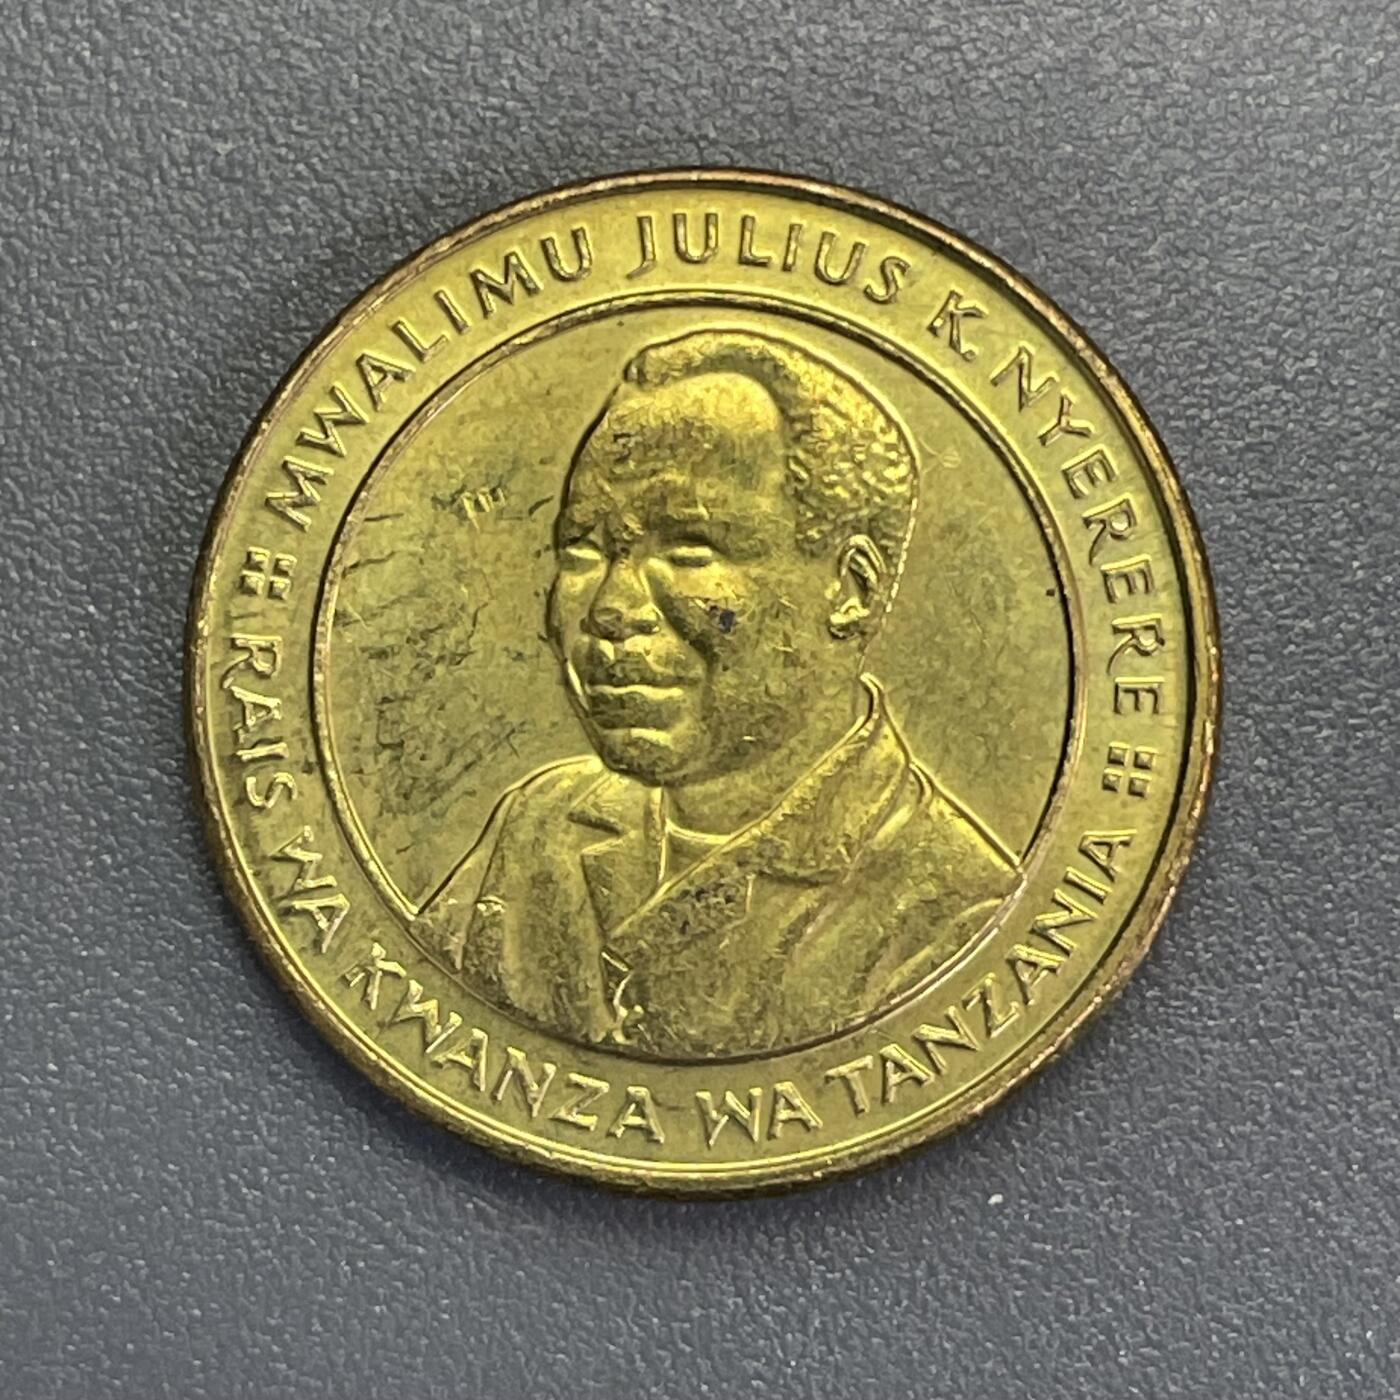 MWALIMU JULIUS K. NYERERE
RAIS WA KWANZA WA TANZANIA